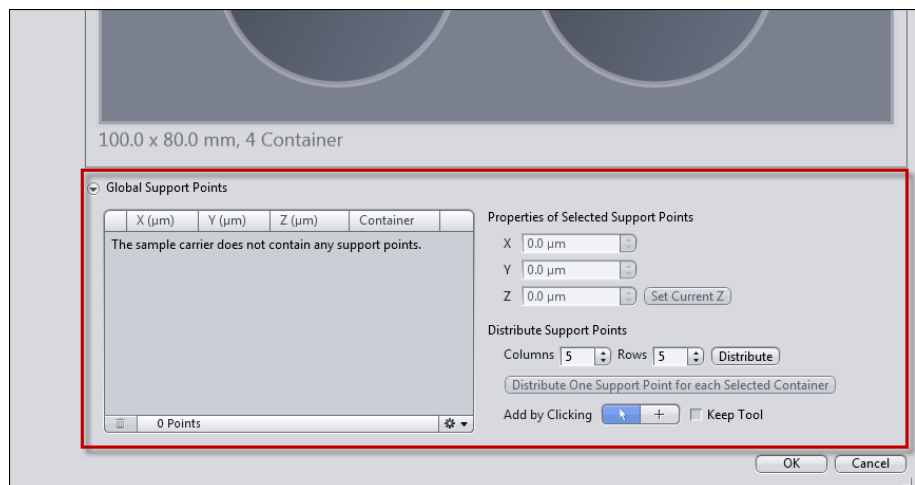 100.0 x 80.0 mm, 4 Container
Global Support Points
X (µm) Y (µm) Z (µm) Container
The sample carrier does not contain any support points.
0 Points
Properties of Selected Support Points
X 0.0 µm
Y 0.0 µm
Z 0.0 µm Set Current Z
Distribute Support Points
Columns 5 Rows 5 Distribute
Distribute One Support Point for each Selected Container
Add by Clicking + Keep Tool
OK Cancel